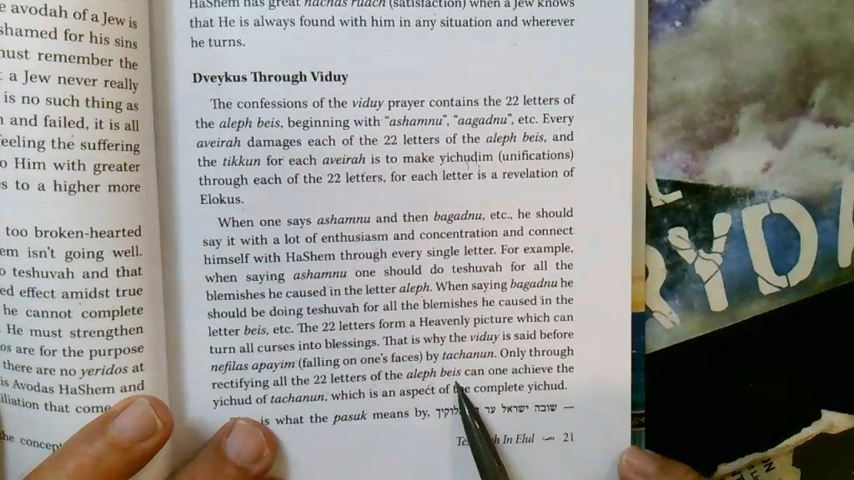 e avodah of a Jew is
shamed for his sins
must remember the
a Jew never really
is no such thing as
and failed, it is all
feeling the suffering
o Him with greater
s to a higher more
too broken-hearted
em isn't going well.
o teshuvah and that
ed effect amidst true
he cannot complete
He must strengthen
os are for the purpose
there are no yeridos at
is Avodas HaShem and
iliation that come
he concep
HaShem has great nachas ruach (satisfaction) when a Jew knows
that He is always found with him in any situation and wherever
he turns.
Dveykus Through Viduy
The confessions of the viduy prayer contains the 22 letters of
the aleph beis, beginning with "ashamnu", "aagadnu", etc. Every
aveirah damages each of the 22 letters of the aleph beis, and
the tikkun for each aveirah is to make yichudim (unifications)
through each of the 22 letters, for each letter is a revelation of
Elokus.
When one says ashamnu and then bagadnu, etc., he should
say it with a lot of enthusiasm and concentration and connect
himself with HaShem through every single letter. For example,
when saying ashamnu one should do teshuvah for all the
blemishes he caused in the letter aleph. When saying bagadnu he
should be doing teshuvah for all the blemishes he caused in the
letter beis, etc. The 22 letters form a Heavenly picture which can
turn all curses into blessings. That is why the viduy is said before
nefilas apayim (falling on one's faces) by tachanun. Only through
rectifying all the 22 letters of the aleph beis can one achieve the
yichud of tachanun, which is an aspect of the complete yichud.
is what the pasuk means by, שובה ישראל עד —
In Elul 21
RYDA